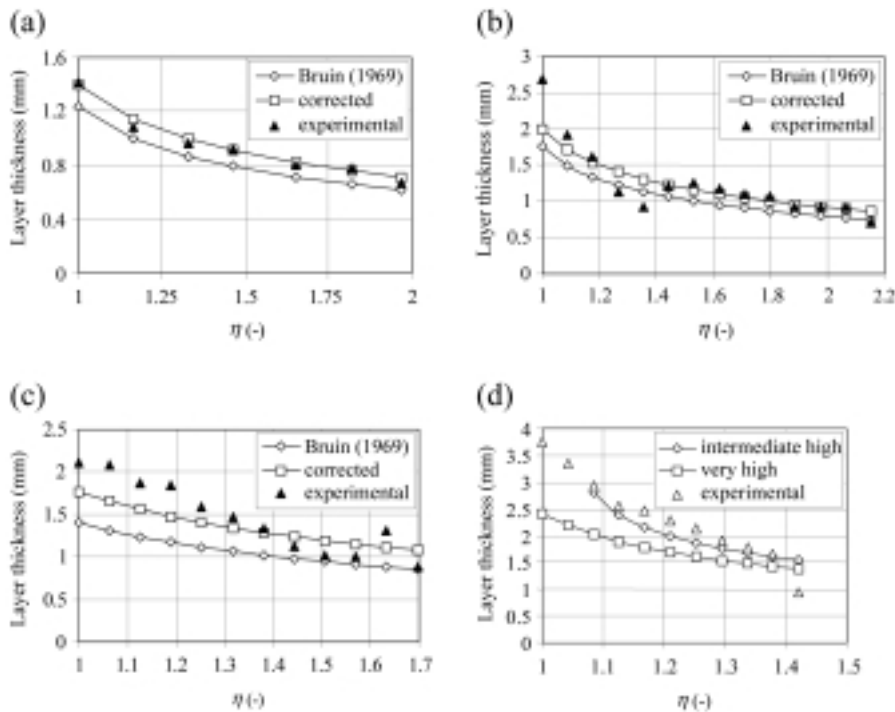 (a)
1.6
1.2
0.8
0.4
0
Layer thickness (mm)
Bruin (1969)
corrected
experimental
1
1.25
1.5
1.75
2
η (-)
(b)
3
2.5
2
1.5
1
0.5
0
Layer thickness (mm)
Bruin (1969)
corrected
experimental
1
1.2
1.4
1.6
1.8
2
2.2
η (-)
(c)
2.5
2
1.5
1
0.5
0
Layer thickness (mm)
Bruin (1969)
corrected
experimental
1
1.1
1.2
1.3
1.4
1.5
1.6
1.7
η (-)
(d)
4
3.5
3
2.5
2
1.5
1
0.5
0
Layer thickness (mm)
intermediate high
very high
experimental
1
1.1
1.2
1.3
1.4
1.5
η (-)